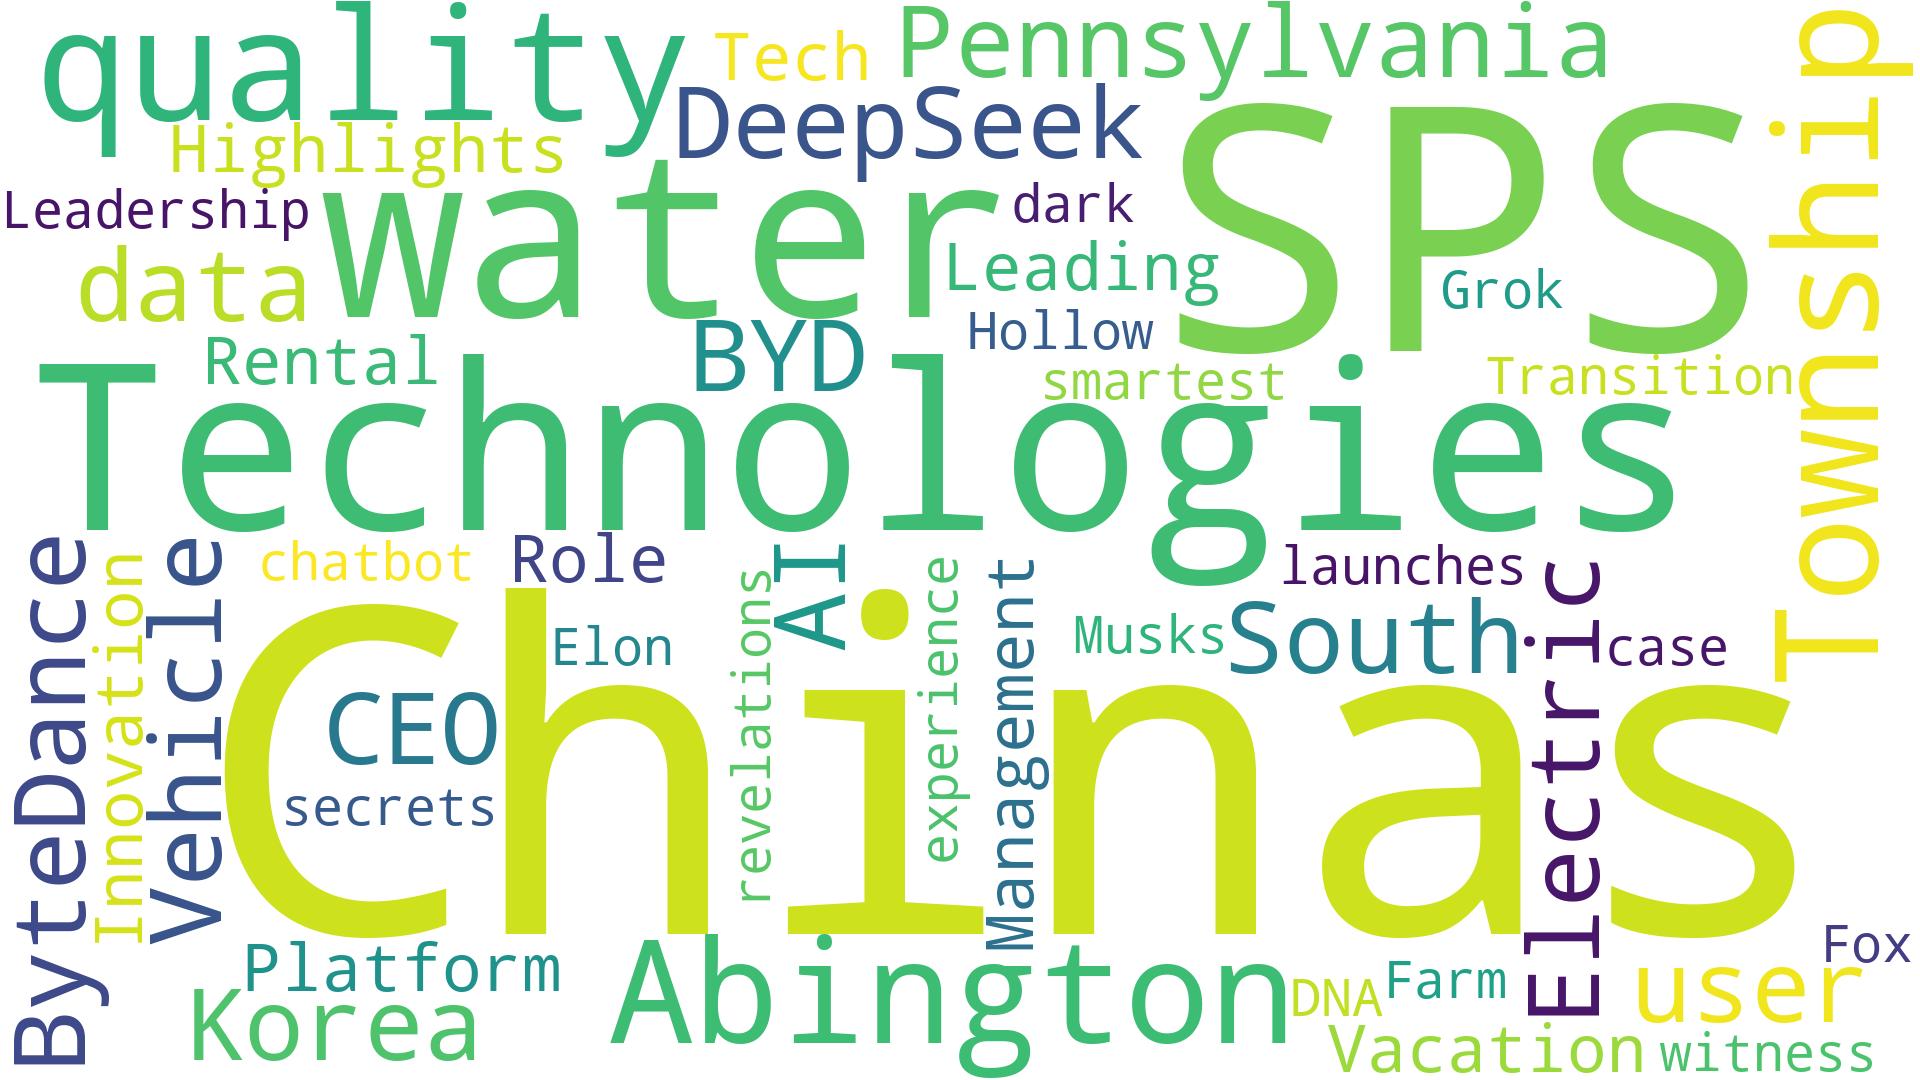 quality
Tech
Pennsylvania
DeepSeek
Highlights
SPS
Township
Leadership
water
dark
data
Leading
Grok
Hollow
BYD
Rental
smartest
Transition
Technologies
chatbot
Role
AI
launches
ByteDance
Innovation
Vehicle
Elon
revelations
experience
Management
Musks
South
Electric
case
Chinas
CEO
secrets
Platform
Korea
Abington
DNA
Farm
user
Fox
Vacation
witness